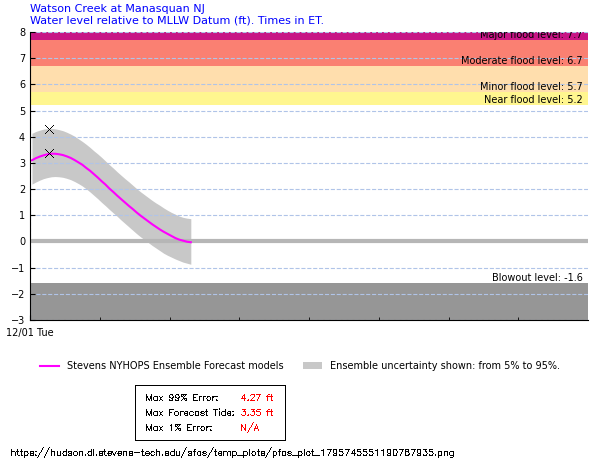 Watson Creek at Manasquan NJ
Water level relative to MLLW Datum (ft). Times in ET.
8
Major flood level: 7.7
7
Moderate flood level: 6.7
6
Minor flood level: 5.7
Near flood level: 5.2
5
4
3
2
1
0
−1
Blowout level: -1.6
−2
−3
12/01 Tue
Stevens NYHOPS Ensemble Forecast models
Ensemble uncertainty shown: from 5% to 95%.
Max 99% Error: 4.27 ft
Max Forecast Tide: 3.35 ft
Max 1% Error: N/A
https://hudson.dl.stevens-tech.edu/sfas/temp_plots/pfas_plot_1795745551190767935.png